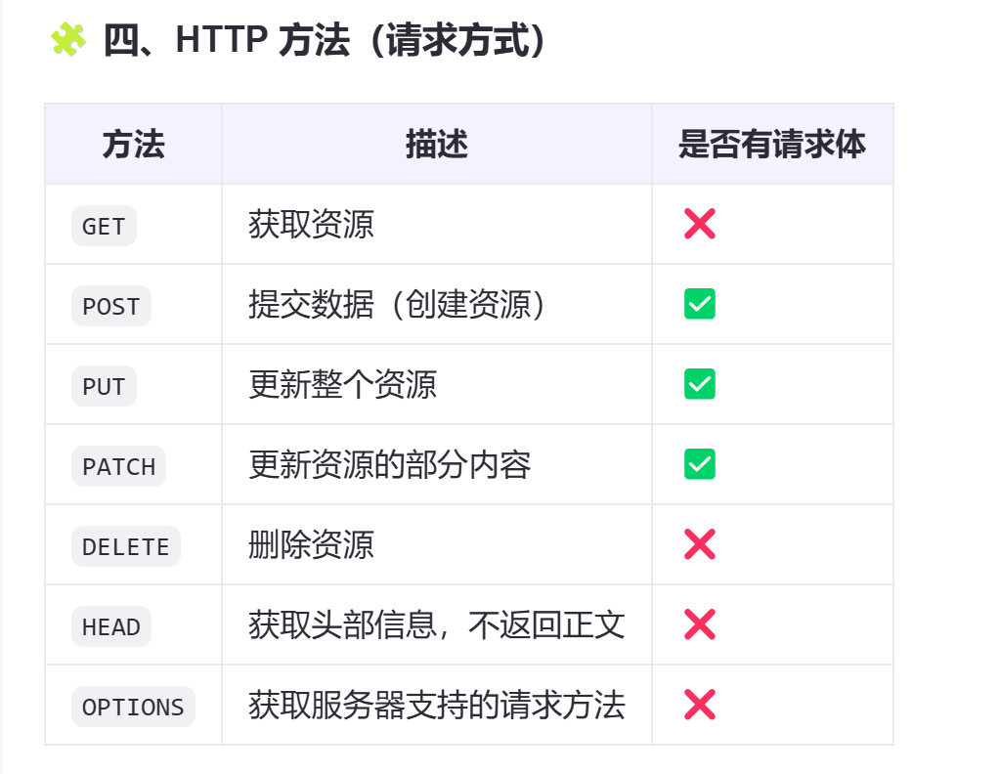 🧩 四、HTTP 方法（请求方式）
方法 描述 是否有请求体
GET 获取资源 ❌
POST 提交数据（创建资源） ✅
PUT 更新整个资源 ✅
PATCH 更新资源的部分内容 ✅
DELETE 删除资源 ❌
HEAD 获取头部信息，不返回正文 ❌
OPTIONS 获取服务器支持的请求方法 ❌